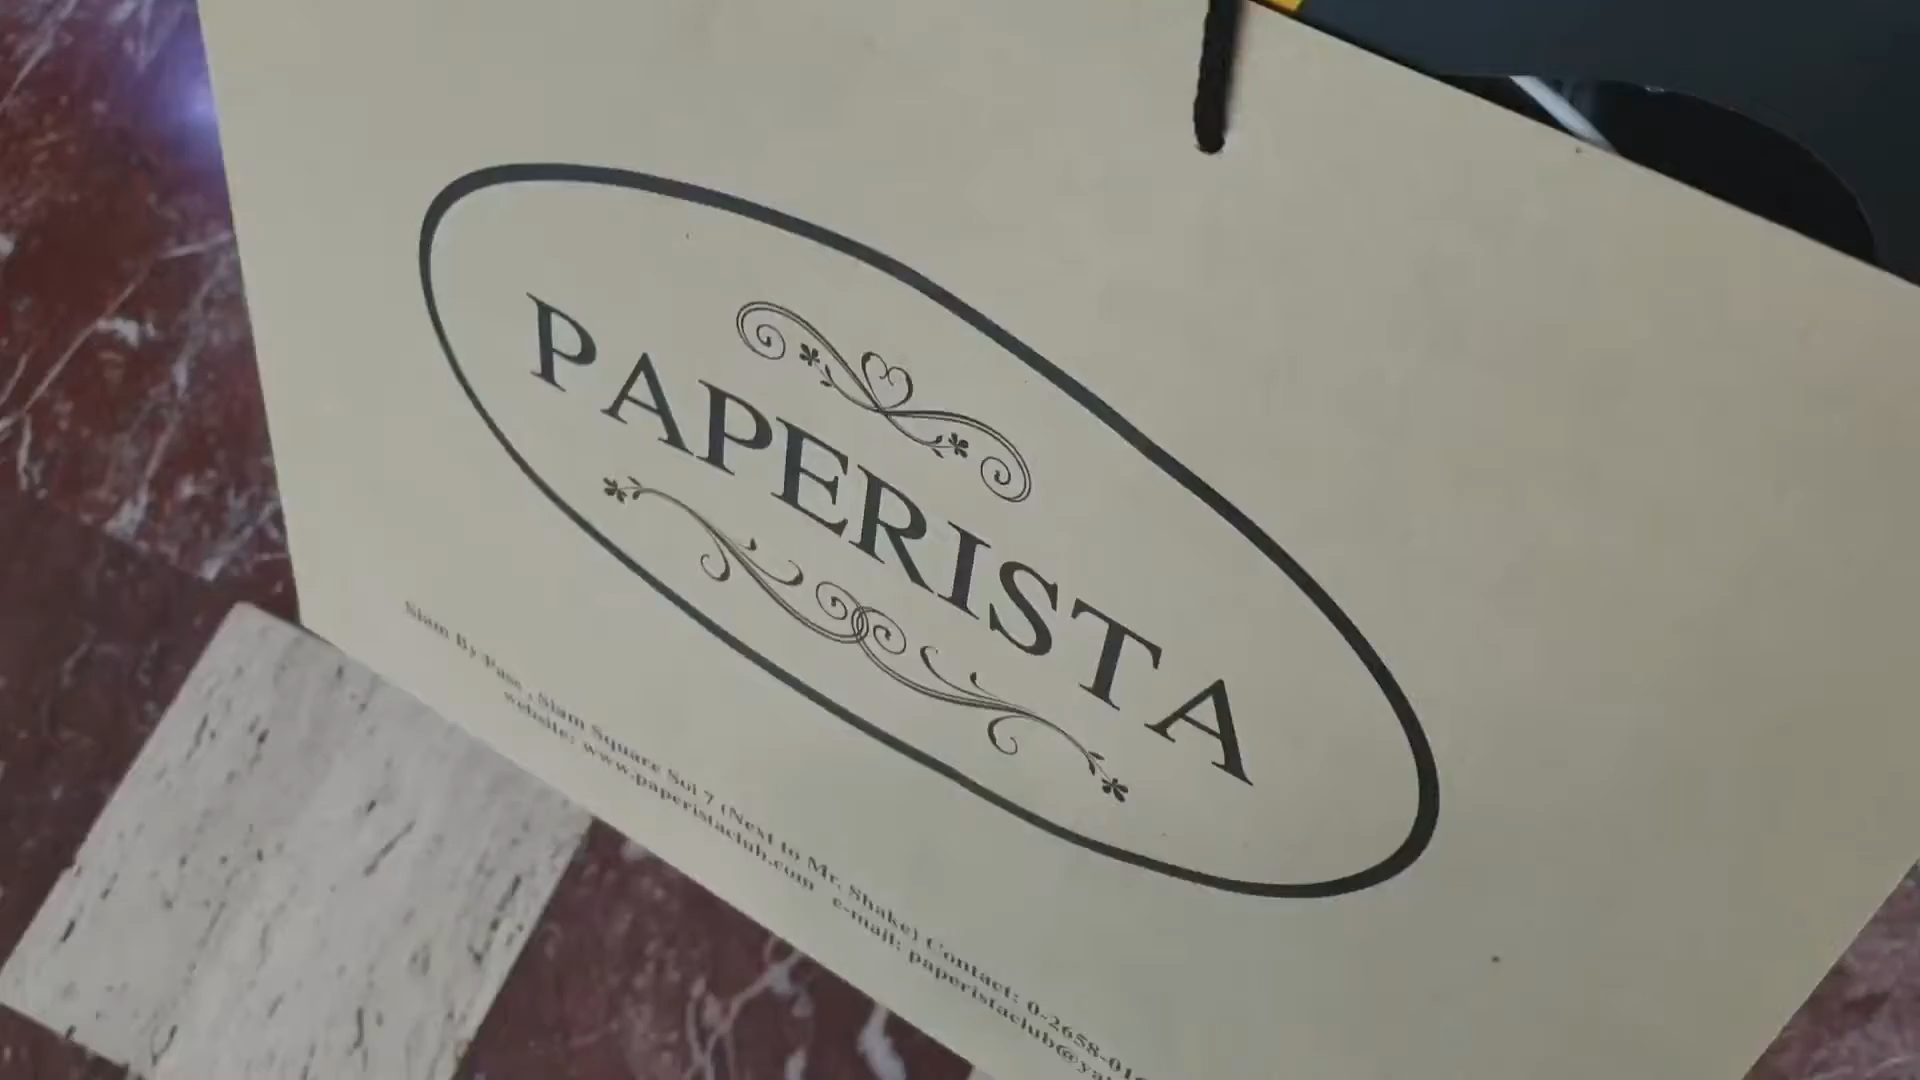 PAPERISTA
Siam By Pass , Siam Square Soi 7 (Next to Mr. Shake) Contact: 0-2658-01
website: www.paperistaclub.com e-mail: paperistaclub@ya